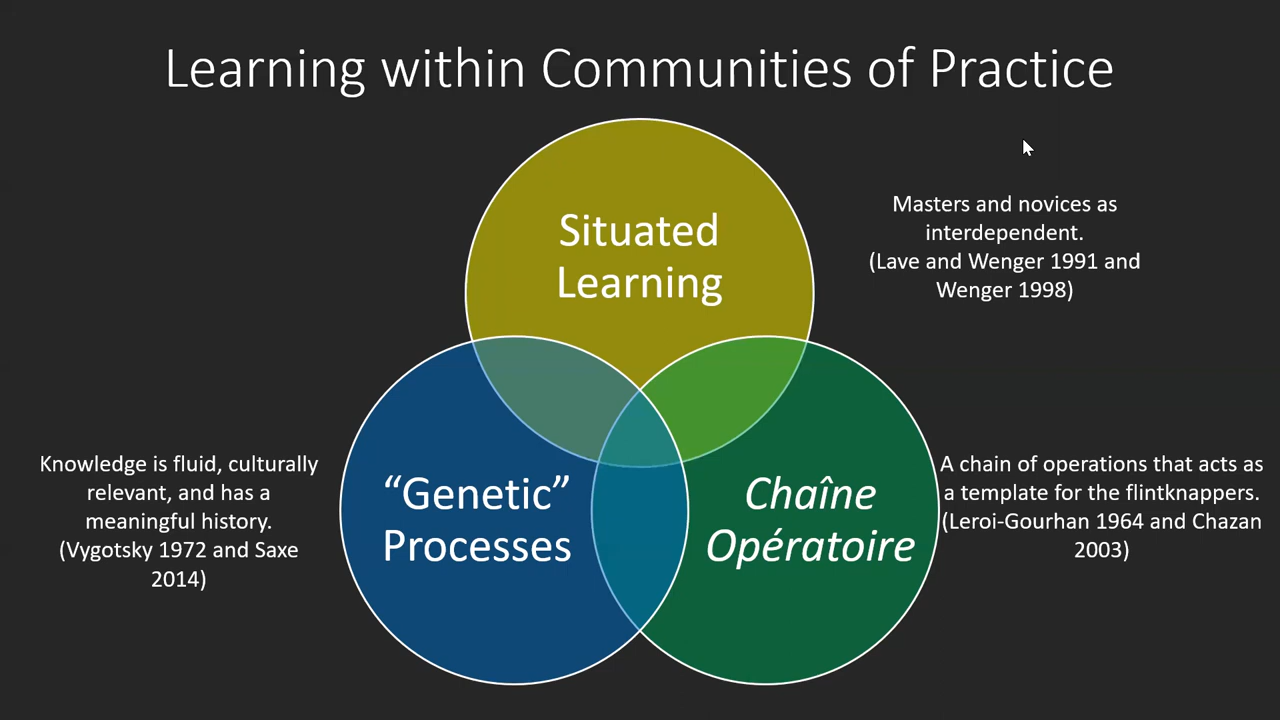 Learning within Communities of Practice
Situated
Learning
Masters and novices as
interdependent.
(Lave and Wenger 1991 and
Wenger 1998)
Knowledge is fluid, culturally
relevant, and has a
meaningful history.
(Vygotsky 1972 and Saxe
2014)
“Genetic”
Processes
Chaîne
Opératoire
A chain of operations that acts as
a template for the flintknappers.
(Leroi-Gourhan 1964 and Chazan
2003)